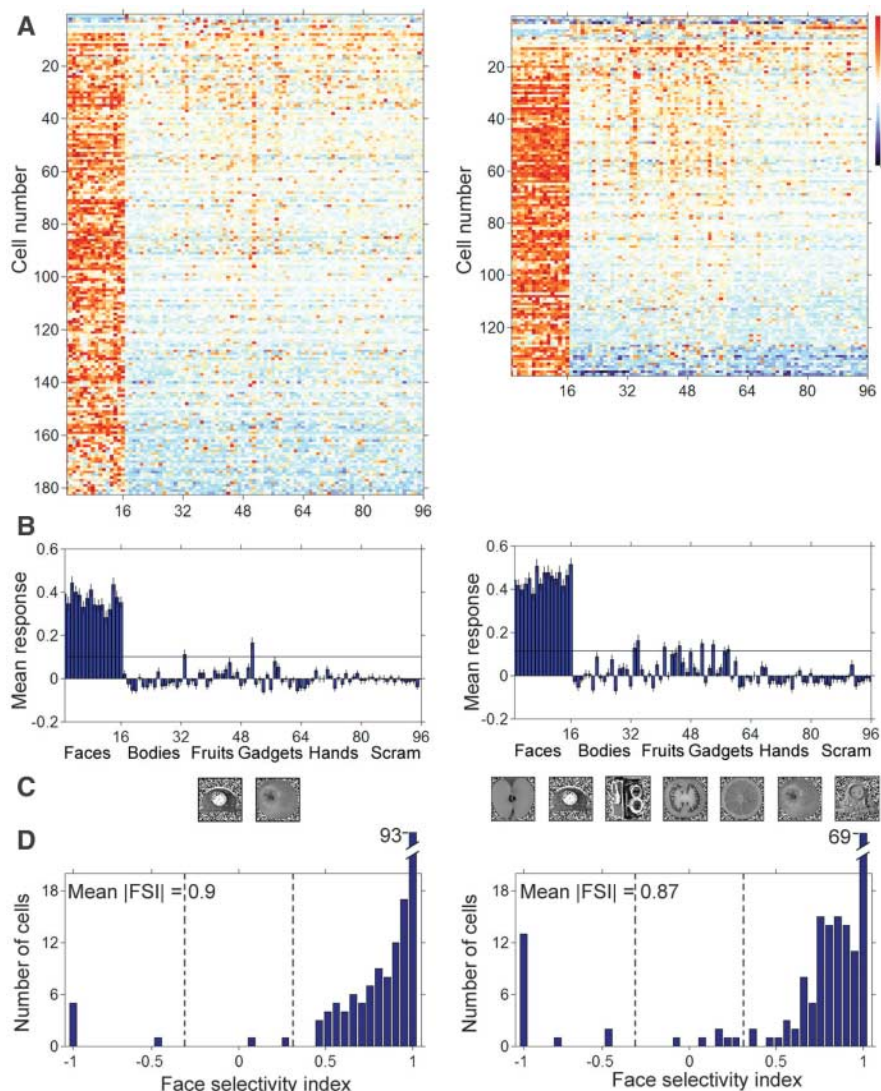 A
Cell number
20
40
60
80
100
120
140
160
180
16 32 48 64 80 96
Cell number
20
40
60
80
100
120
16 32 48 64 80 96
B
Mean response
0.6
0.4
0.2
0
-0.2
16 32 48 64 80 96
Faces Bodies Fruits Gadgets Hands Scram
Mean response
0.6
0.4
0.2
0
-0.2
16 32 48 64 80 96
Faces Bodies Fruits Gadgets Hands Scram
C
D
93
Mean |FSI| = 0.9
Number of cells
18
12
6
0
-1 -0.5 0 0.5 1
Face selectivity index
69
Mean |FSI| = 0.87
Number of cells
18
12
6
0
-1 -0.5 0 0.5 1
Face selectivity index